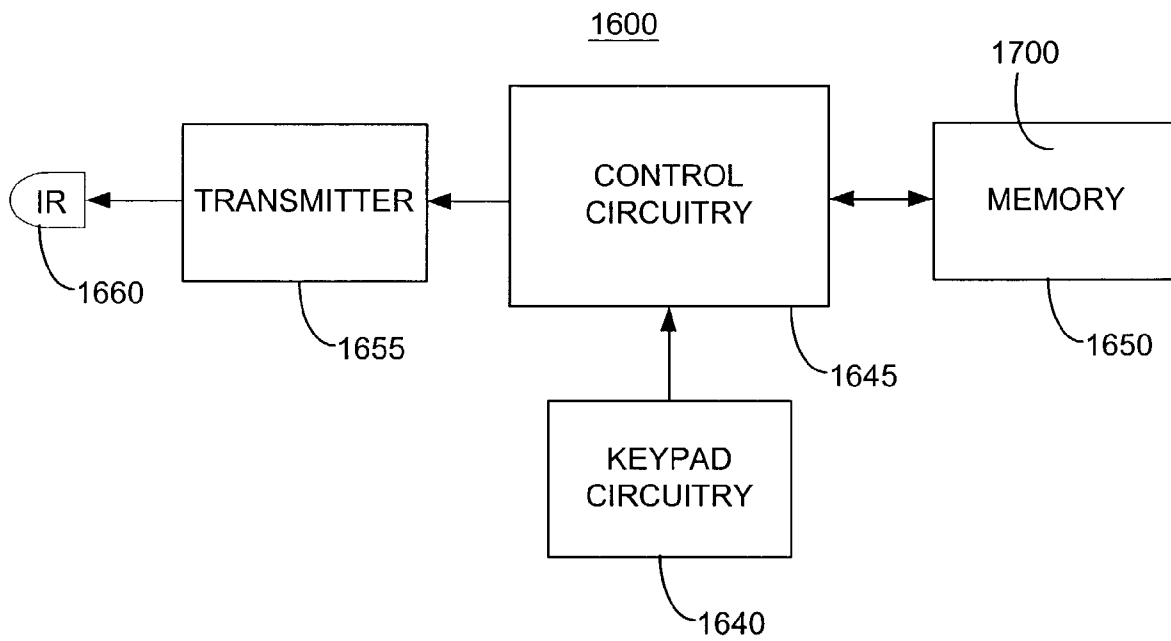 1600
1700
CONTROL
CIRCUITRY
IR
TRANSMITTER
MEMORY
1660
1655
1645
1650
KEYPAD
CIRCUITRY
1640